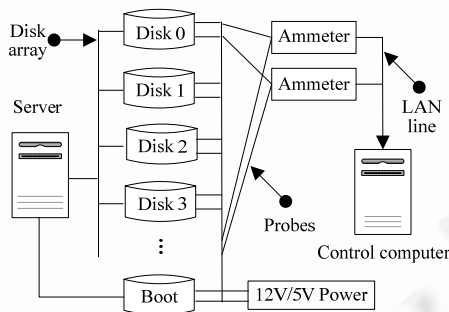 Disk
array
Disk 0
Ammeter
Disk 1
Ammeter
Server
LAN
line
Disk 2
Disk 3
Probes
Control computer
Boot
12V/5V Power